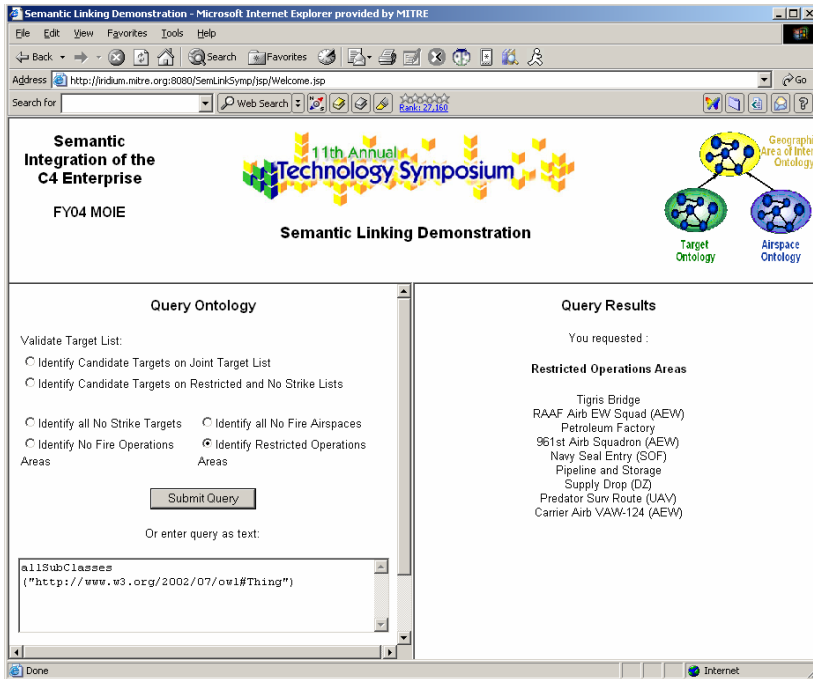 Semantic Linking Demonstration - Microsoft Internet Explorer provided by MITRE
File Edit View Favorites Tools Help
Back Search Favorites
Address http://iridium.mitre.org:8080/SemLinkSymp/jsp/Welcome.jsp Go
Search for Web Search Rank: 27,160
Semantic
Integration of the
C4 Enterprise
FY04 MOIE
11th Annual
Technology Symposium
Semantic Linking Demonstration
Geographi
Area of Inter
Ontology
Target
Ontology
Airspace
Ontology
Query Ontology
Validate Target List:
Identify Candidate Targets on Joint Target List
Identify Candidate Targets on Restricted and No Strike Lists
Identify all No Strike Targets Identify all No Fire Airspaces
Identify No Fire Operations Identify Restricted Operations
Areas Areas
Submit Query
Or enter query as text:
allSubClasses
("http://www.w3.org/2002/07/owl#Thing")
Query Results
You requested :
Restricted Operations Areas
Tigris Bridge
RAAF Airb EW Squad (AEW)
Petroleum Factory
961st Airb Squadron (AEW)
Navy Seal Entry (SOF)
Pipeline and Storage
Supply Drop (DZ)
Predator Surv Route (UAV)
Carrier Airb VAW-124 (AEW)
Done Internet